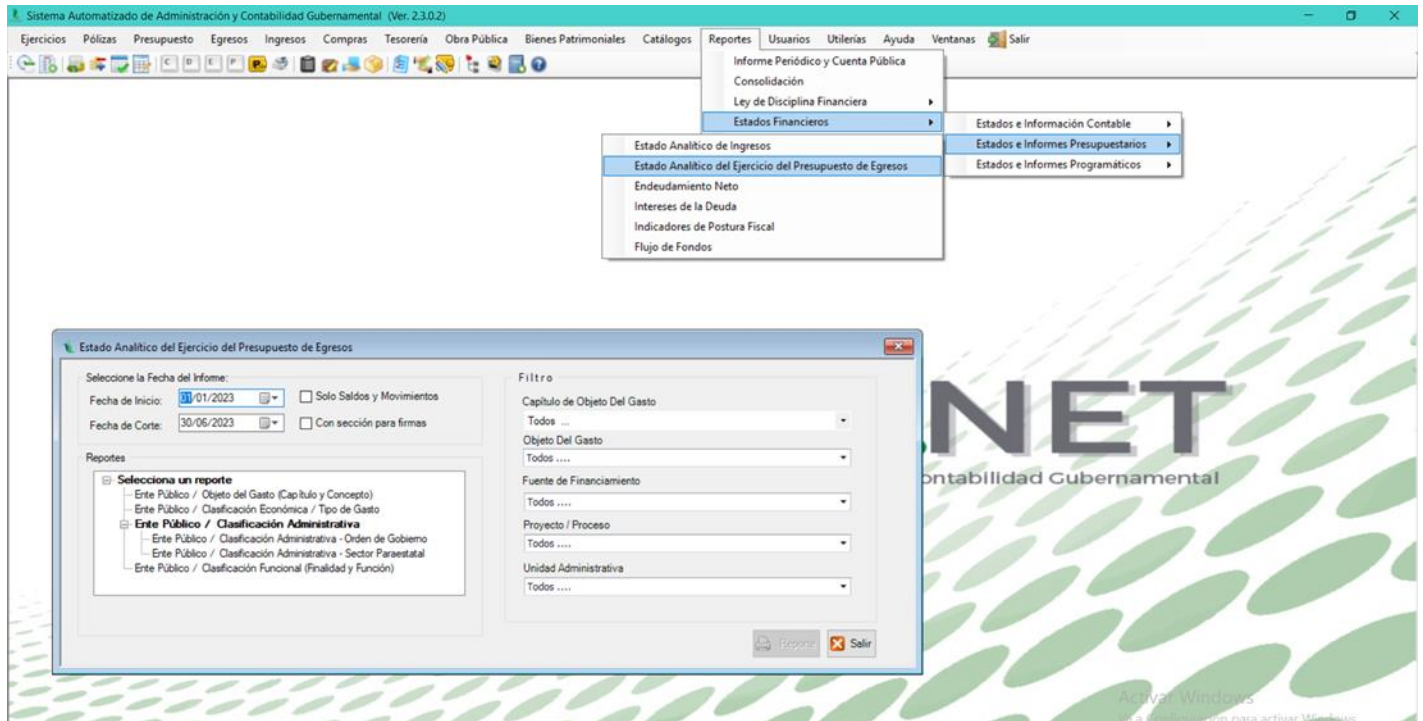 Sistema Automatizado de Administración y Contabilidad Gubernamental (Ver. 2.3.0.2)
Ejercicios Pólizas Presupuesto Egresos Ingresos Compras Tesorería Obra Pública Bienes Patrimoniales Catálogos Reportes Usuarios Utilerías Ayuda Ventanas Salir
Informe Periódico y Cuenta Pública
Consolidación
Ley de Disciplina Financiera
Estados Financieros
Estados e Información Contable
Estados e Informes Presupuestarios
Estados e Informes Programáticos
Estado Analítico de Ingresos
Estado Analítico del Ejercicio del Presupuesto de Egresos
Endeudamiento Neto
Intereses de la Deuda
Indicadores de Postura Fiscal
Flujo de Fondos
Estado Analítico del Ejercicio del Presupuesto de Egresos
Seleccione la Fecha del Informe:
Fecha de Inicio: 01/01/2023 Solo Saldos y Movimientos
Fecha de Corte: 30/06/2023 Con sección para firmas
Reportes
Selecciona un reporte
Ente Público / Objeto del Gasto (Capítulo y Concepto)
Ente Público / Clasificación Económica / Tipo de Gasto
Ente Público / Clasificación Administrativa
Ente Público / Clasificación Administrativa - Orden de Gobierno
Ente Público / Clasificación Administrativa - Sector Paraestatal
Ente Público / Clasificación Funcional (Finalidad y Función)
Filtro
Capítulo de Objeto Del Gasto
Todos ...
Objeto Del Gasto
Todos ....
Fuente de Financiamiento
Todos ....
Proyecto / Proceso
Todos ....
Unidad Administrativa
Todos ....
Reporte Salir
NET
ontabilidad Gubernamental
Activar Windows